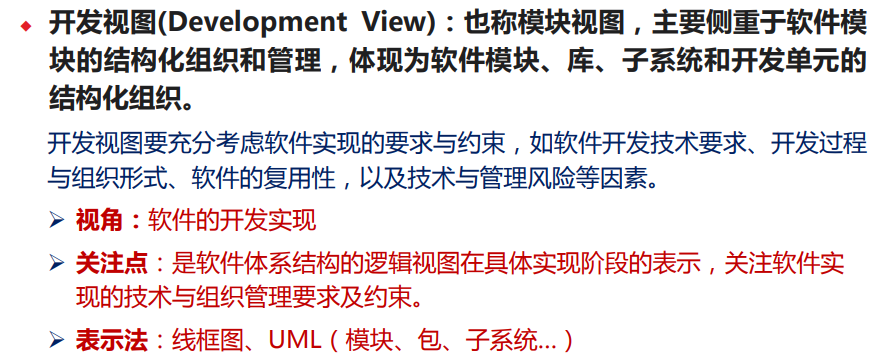 开发视图(Development View)：也称模块视图，主要侧重于软件模
块的结构化组织和管理，体现为软件模块、库、子系统和开发单元的
结构化组织。
开发视图要充分考虑软件实现的要求与约束，如软件开发技术要求、开发过程
与组织形式、软件的复用性，以及技术与管理风险等因素。
视角：软件的开发实现
关注点：是软件体系结构的逻辑视图在具体实现阶段的表示，关注软件实
现的技术与组织管理要求及约束。
表示法：线框图、UML（模块、包、子系统...）